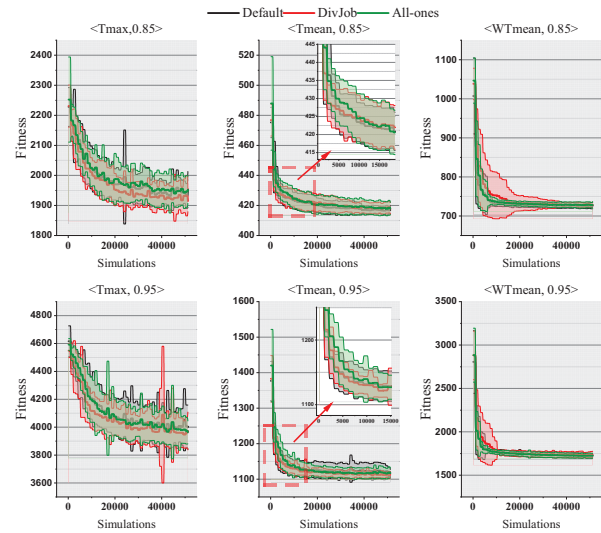 Default DivJob All-ones
<Tmax,0.85> <Tmean, 0.85> <WTmean, 0.85>
Fitness
2400
2300
2200
2100
2000
1900
1800
0 20000 40000
Simulations
Fitness
520
500
480
460
440
420
400
0 20000 40000
Simulations
445
440
435
430
425
420
415
0 5000 10000 15000
Fitness
1100
1000
900
800
700
0 20000 40000
Simulations
<Tmax, 0.95> <Tmean, 0.95> <WTmean, 0.95>
Fitness
4800
4600
4400
4200
4000
3800
3600
0 20000 40000
Simulations
Fitness
1600
1500
1400
1300
1200
1100
0 20000 40000
Simulations
1200
1100
0 5000 10000 15000
Fitness
3000
2500
2000
1500
0 20000 40000
Simulations